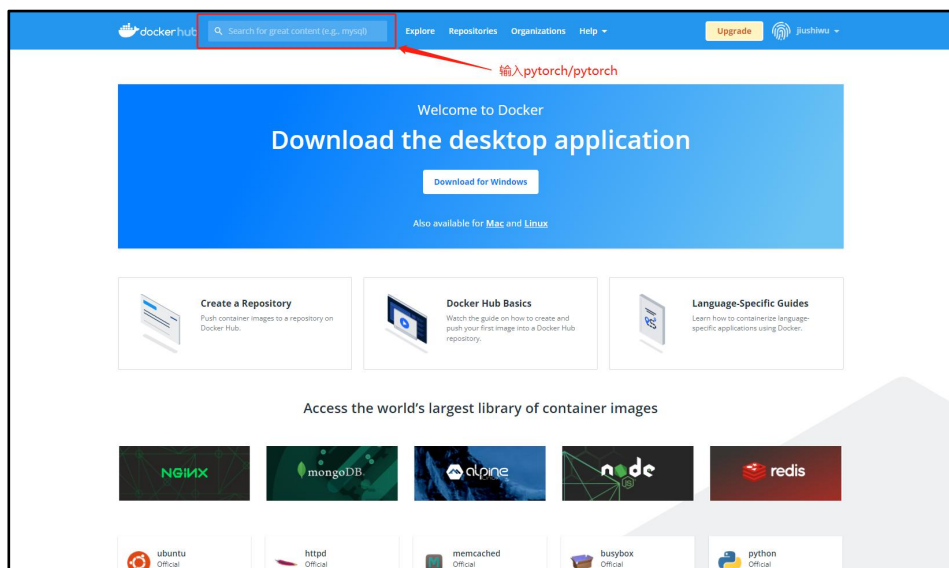 dockerhub Search for great content (e.g., mysql) Explore Repositories Organizations Help Upgrade jiushiwu
输入pytorch/pytorch
Welcome to Docker
Download the desktop application
Download for Windows
Also available for Mac and Linux
Create a Repository
Push container images to a repository on
Docker Hub.
Docker Hub Basics
Watch the guide on how to create and
push your first image into a Docker Hub
repository.
Language-Specific Guides
Learn how to containerize language-
specific applications using Docker.
Access the world's largest library of container images
NGINX mongoDB. alpine node redis
JS
ubuntu httpd memcached busybox python
Official Official Official Official Official